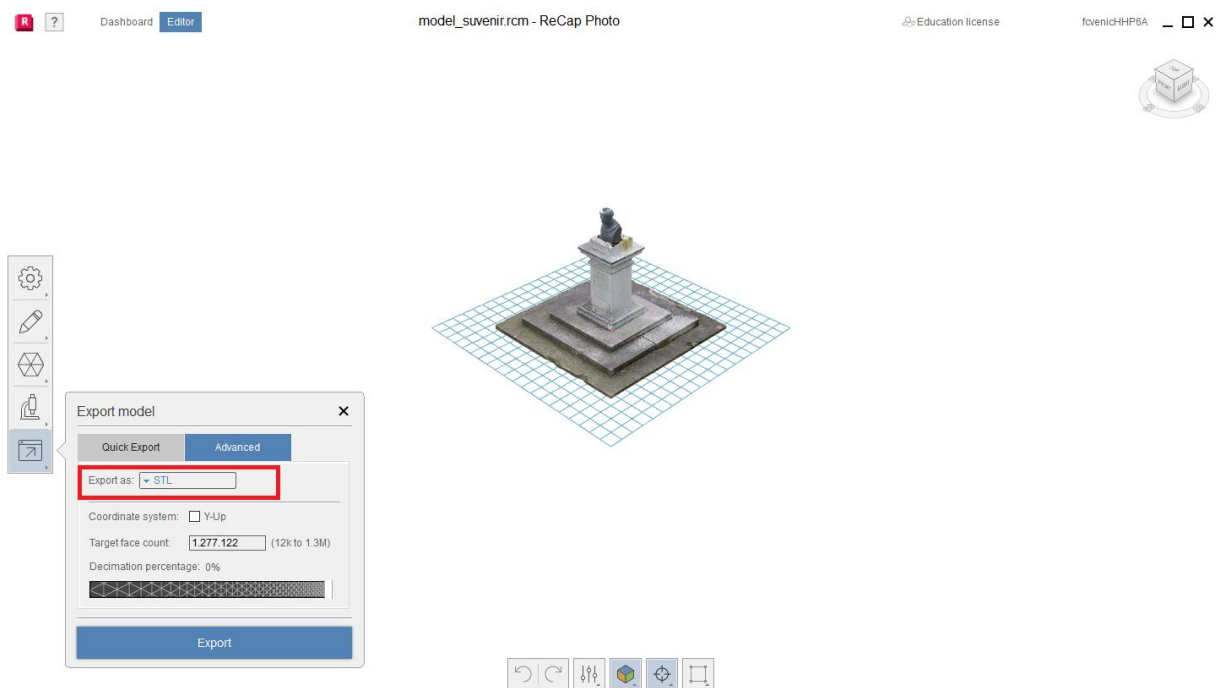 R ? Dashboard Editor model_suvenir.rcm - ReCap Photo Education license fcvenicHHP6A
Export model
Quick Export Advanced
Export as: STL
Coordinate system: Y-Up
Target face count: 1.277.122 (12k to 1.3M)
Decimation percentage: 0%
Export